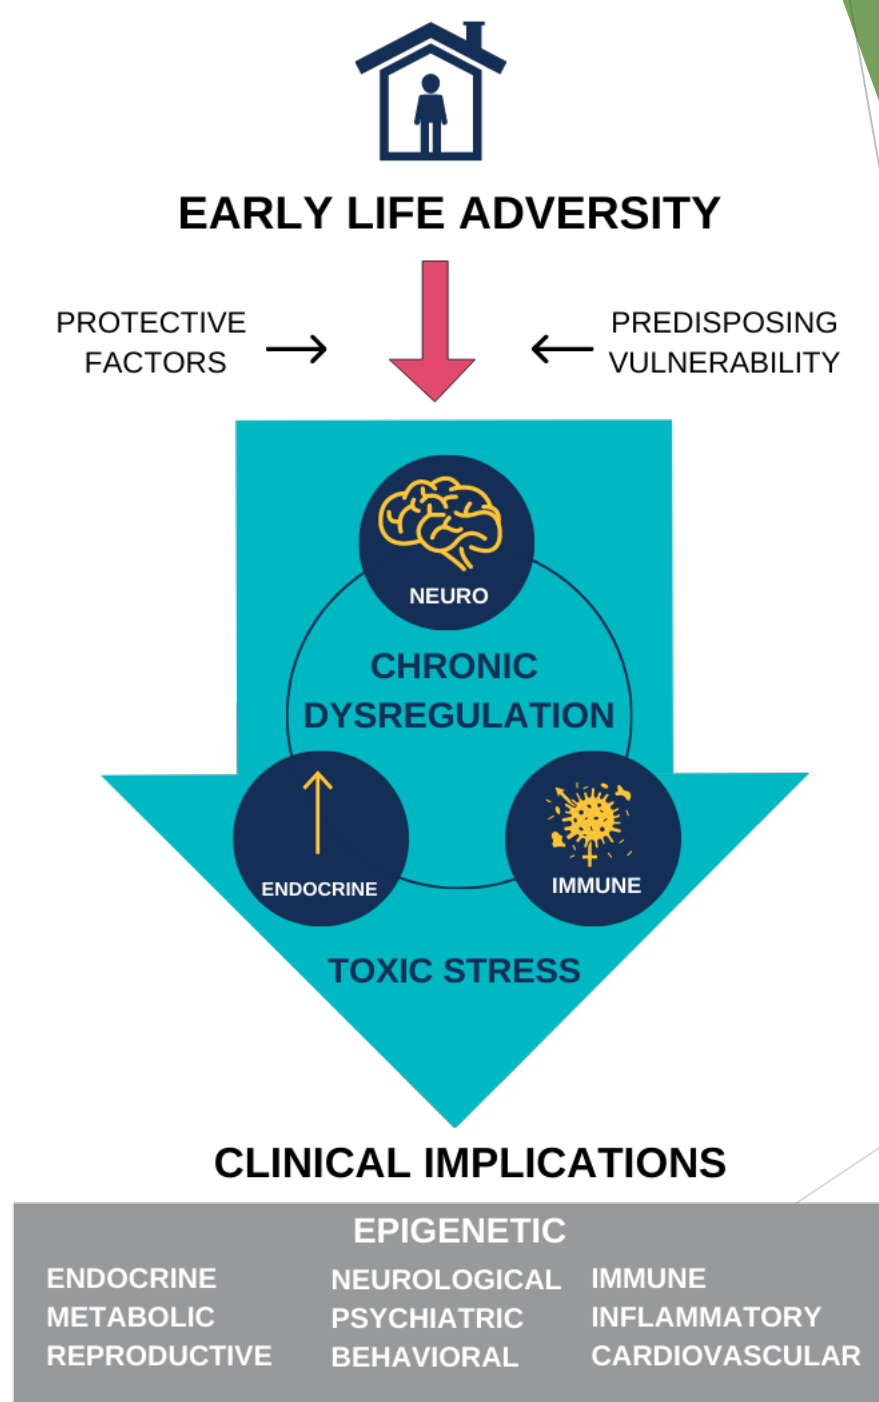 EARLY LIFE ADVERSITY
PROTECTIVE
FACTORS
PREDISPOSING
VULNERABILITY
NEURO
CHRONIC
DYSREGULATION
ENDOCRINE
IMMUNE
TOXIC STRESS
CLINICAL IMPLICATIONS
EPIGENETIC
ENDOCRINE
METABOLIC
REPRODUCTIVE
NEUROLOGICAL
PSYCHIATRIC
BEHAVIORAL
IMMUNE
INFLAMMATORY
CARDIOVASCULAR